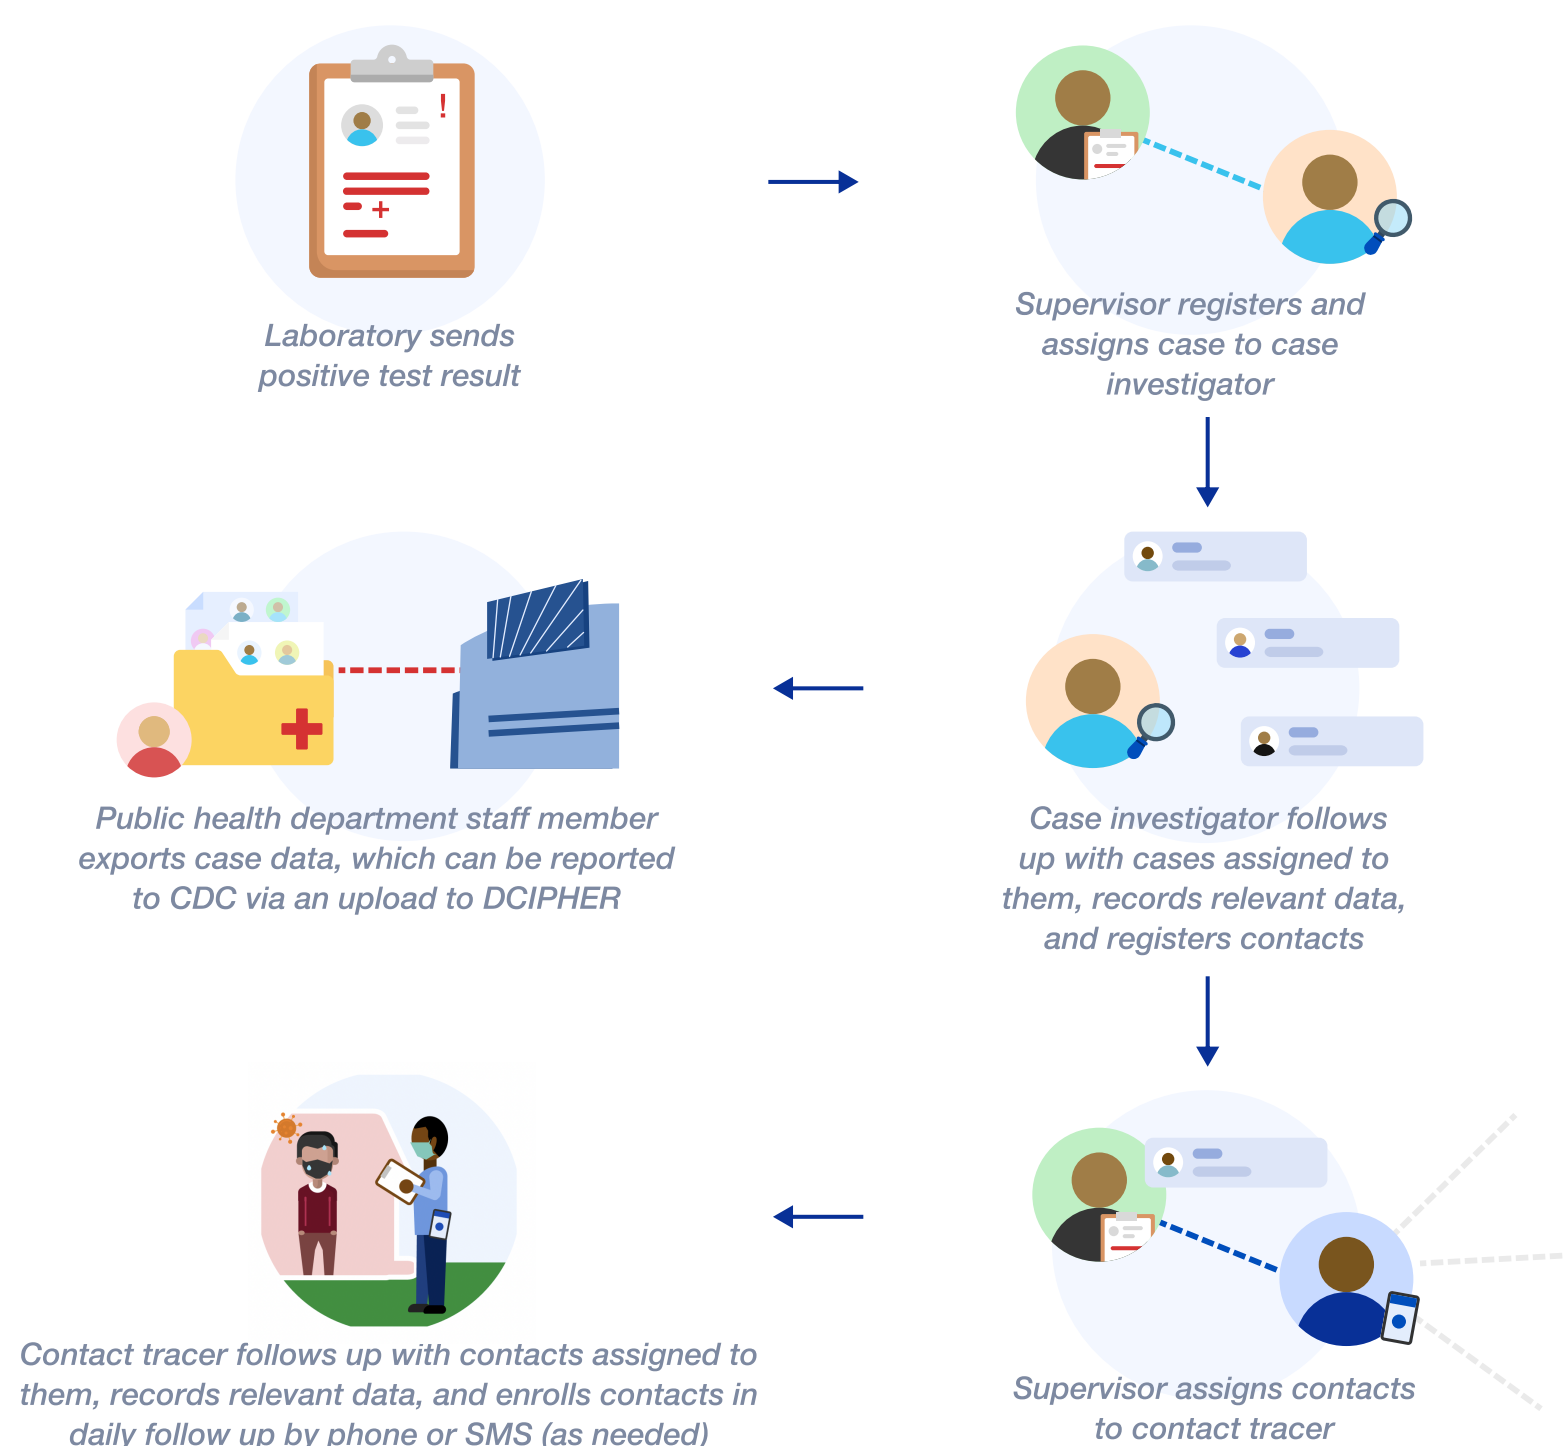 Laboratory sends
positive test result
Supervisor registers and
assigns case to case
investigator
Public health department staff member
exports case data, which can be reported
to CDC via an upload to DCIPHER
Case investigator follows
up with cases assigned to
them, records relevant data,
and registers contacts
Contact tracer follows up with contacts assigned to
them, records relevant data, and enrolls contacts in
daily follow up by phone or SMS (as needed)
Supervisor assigns contacts
to contact tracer